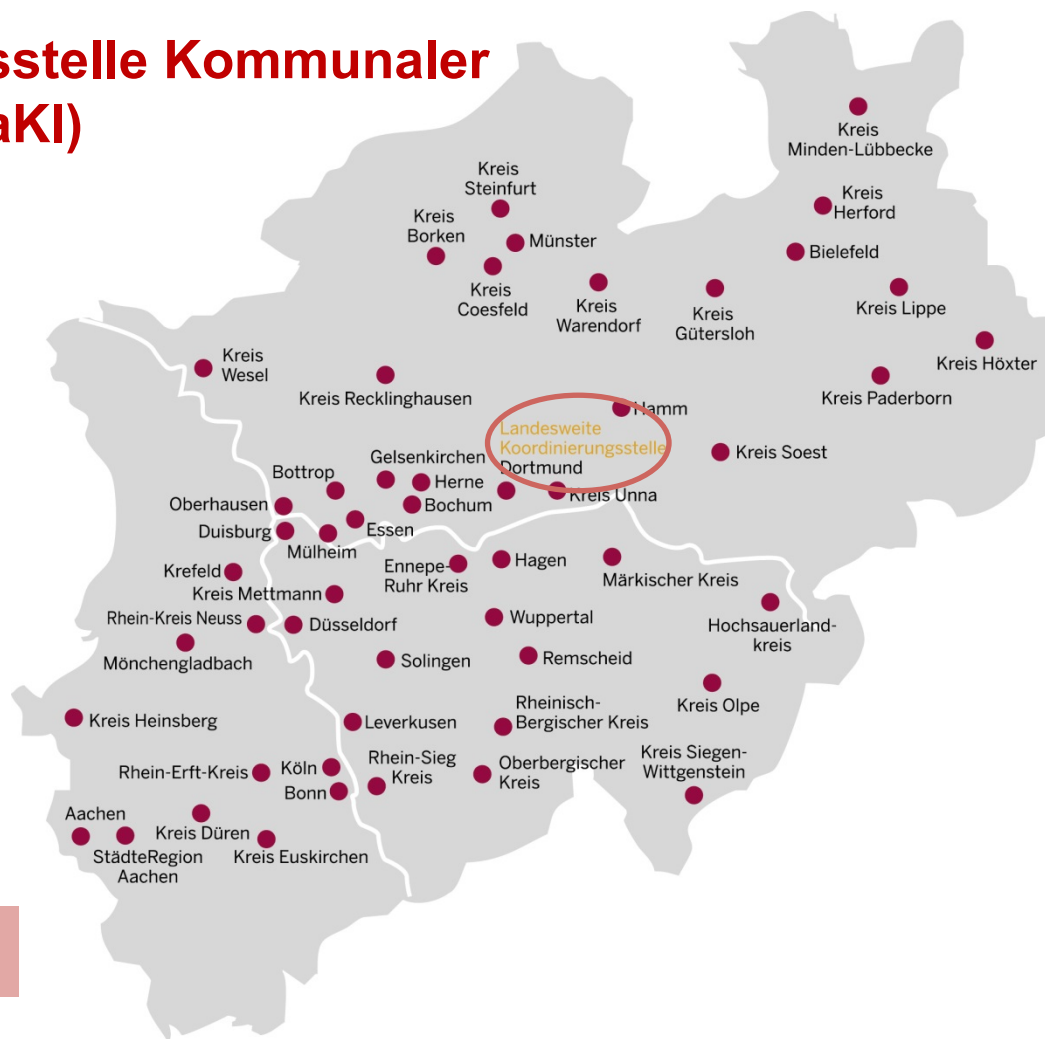 sstelle Kommunaler
aKI)
Kreis
Minden-Lübbecke
Kreis
Steinfurt
Kreis
Herford
Kreis
Borken
Münster
Bielefeld
Kreis
Coesfeld
Kreis
Warendorf
Kreis
Gütersloh
Kreis Lippe
Kreis Höxter
Kreis
Wesel
Kreis Recklinghausen
Kreis Paderborn
Hamm
Landesweite
Koordinierungsstelle
Kreis Soest
Gelsenkirchen
Dortmund
Bottrop
Herne
Kreis Unna
Oberhausen
Bochum
Duisburg
Essen
Mülheim
Krefeld
Ennepe-
Ruhr Kreis
Hagen
Märkischer Kreis
Kreis Mettmann
Rhein-Kreis Neuss
Düsseldorf
Wuppertal
Hochsauerland-
kreis
Mönchengladbach
Solingen
Remscheid
Kreis Olpe
Kreis Heinsberg
Leverkusen
Rheinisch-
Bergischer Kreis
Rhein-Erft-Kreis
Köln
Rhein-Sieg
Kreis
Oberbergischer
Kreis
Kreis Siegen-
Wittgenstein
Bonn
Aachen
Kreis Düren
StädteRegion
Aachen
Kreis Euskirchen